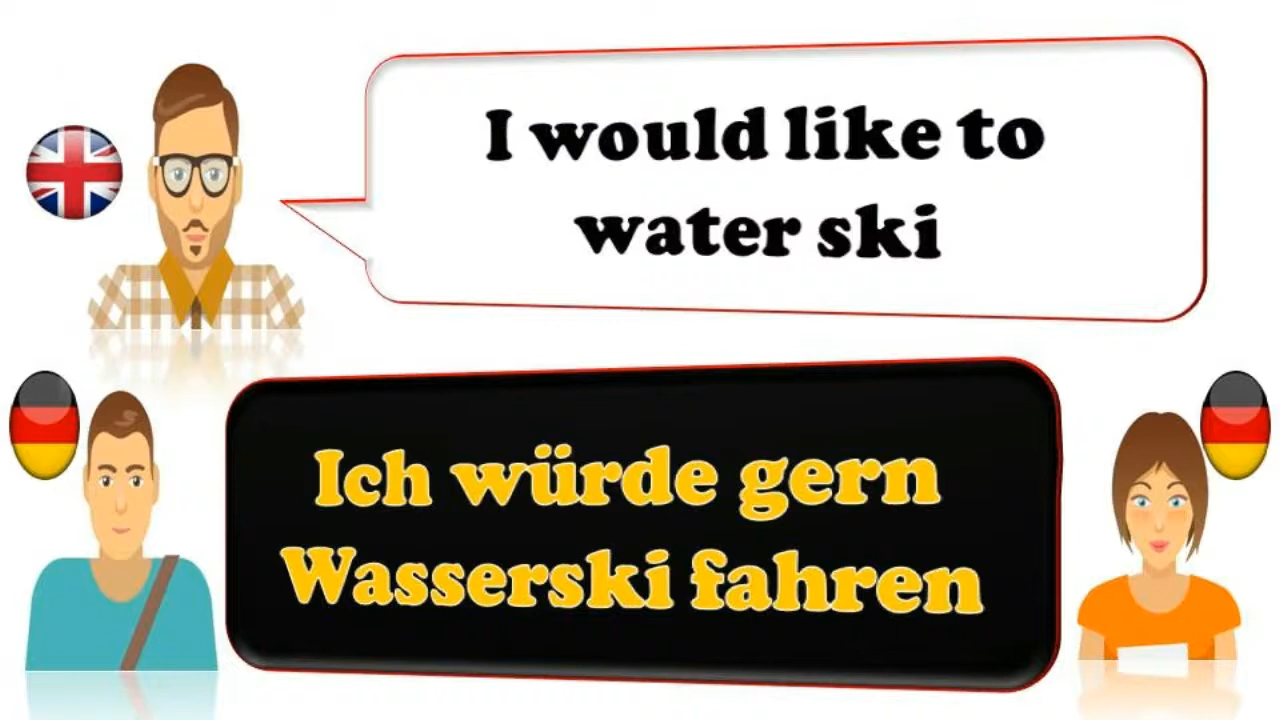 I would like to
water ski
Ich würde gern
Wasserski fahren